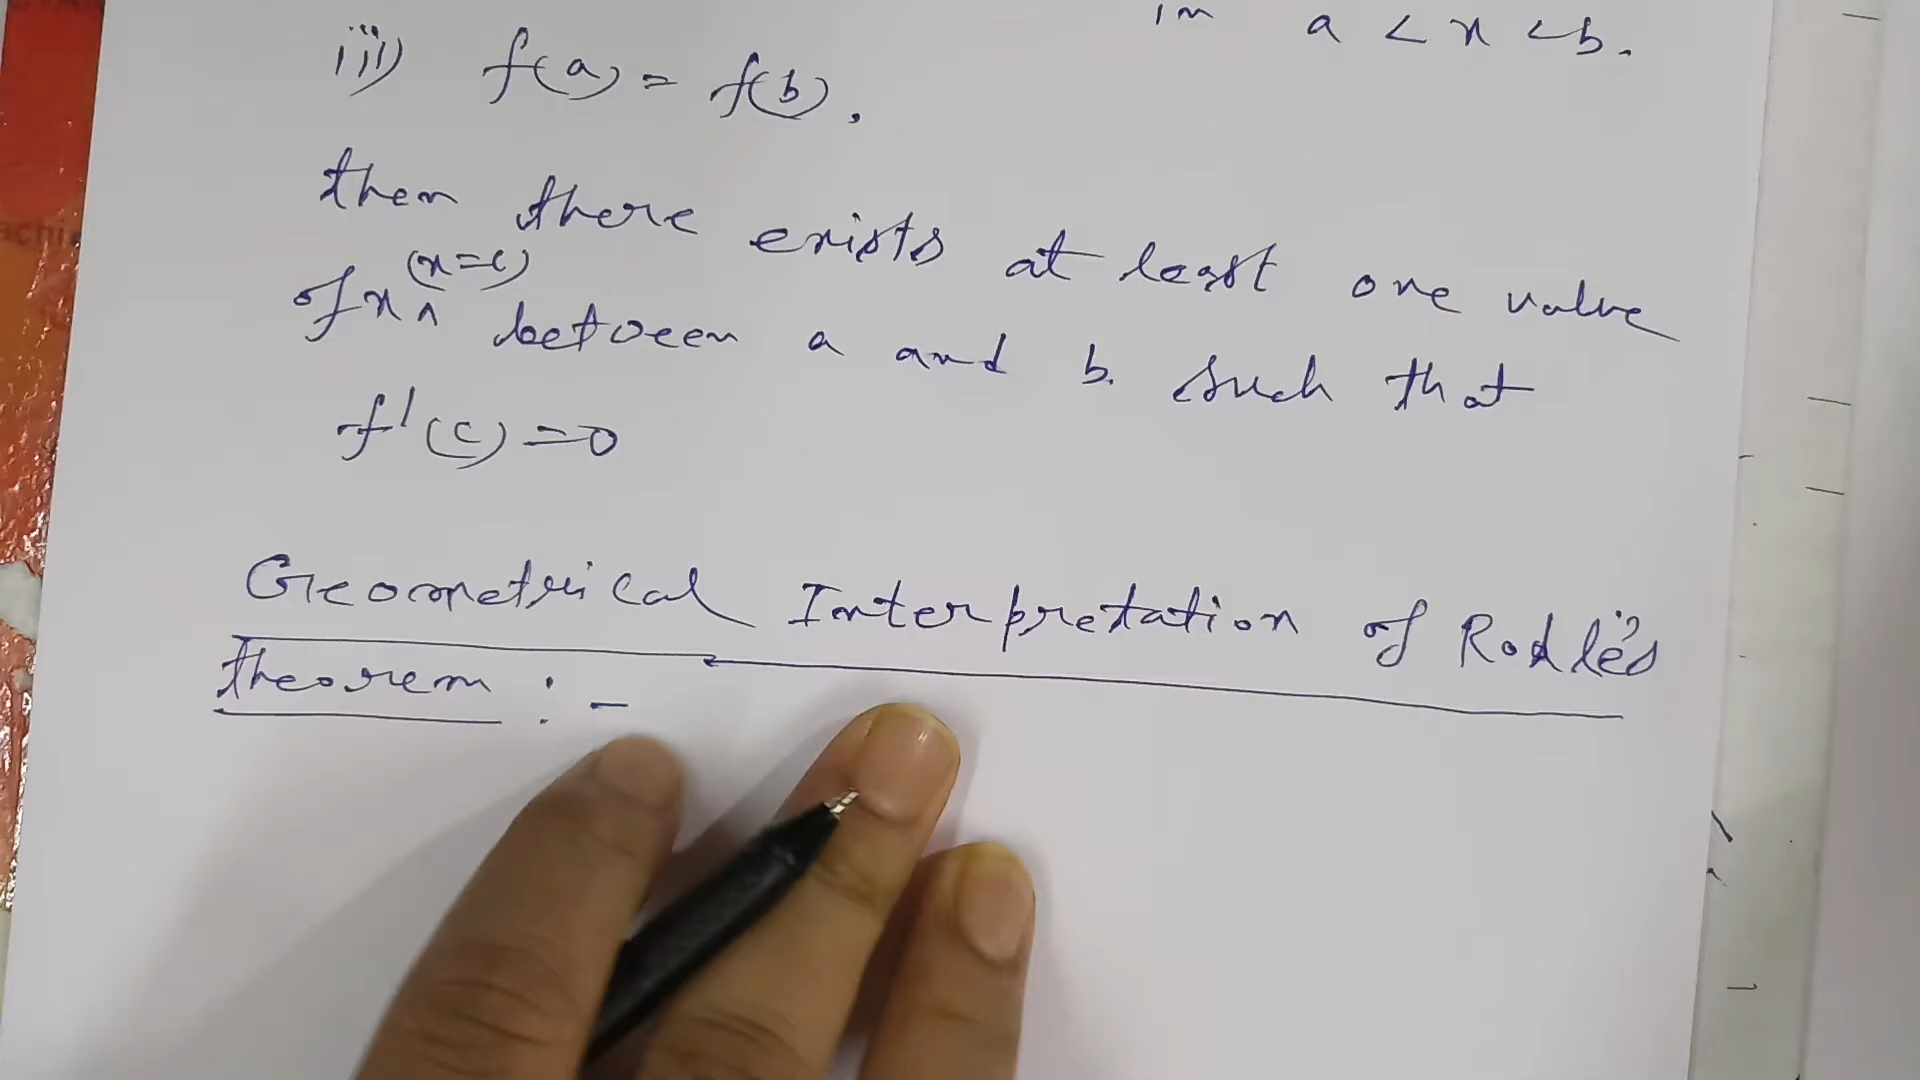 in a < x < b.
iii) f(a) = f(b).
then there exists at least one value
(x=c)
of x ^ between a and b. such that
f'(c) = 0
Geometrical Interpretation of Rolle's
theorem : -
achi